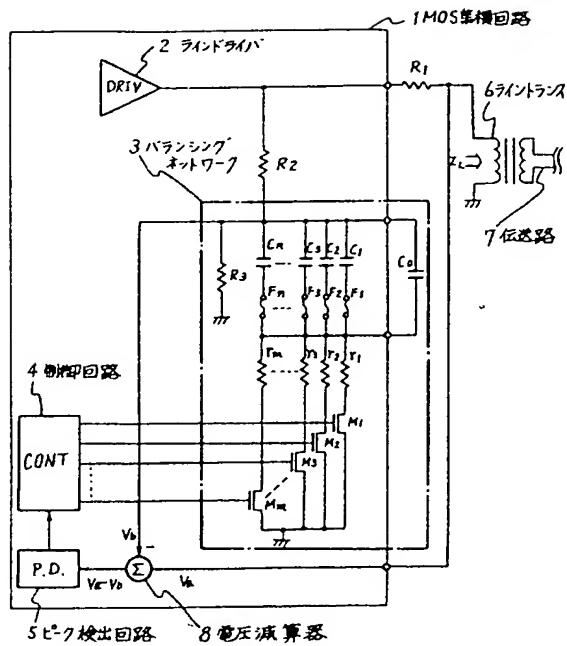 1 MOS集積回路
2 ラインドライバ
DRIV
R1
6 ライントランス
3 バランシング
ネットワーク
R2
ZL
7 伝送路
Cn
C3
C2
C1
C0
R3
Fn
F3
F2
F1
rm
r3
r2
r1
4 制御回路
CONT
M1
M2
M3
Mm
Vb
−
P.D.
Va-Vb
Σ
Va
5 ピーク検出回路
8 電圧減算器